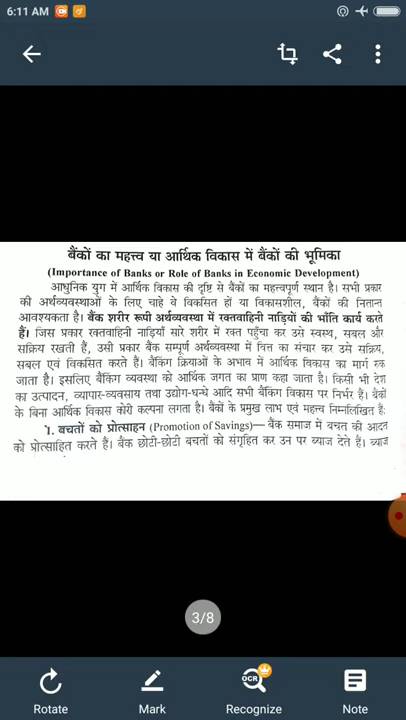 6:11 AM
बैंकों का महत्त्व या आर्थिक विकास में बैंकों की भूमिका
(Importance of Banks or Role of Banks in Economic Development)
आधुनिक युग में आर्थिक विकास की दृष्टि से बैंकों का महत्त्वपूर्ण स्थान है। सभी प्रकार
की अर्थव्यवस्थाओं के लिए चाहे वे विकसित हों या विकासशील, बैंकों की नितान्त
आवश्यकता है। बैंक शरीर रूपी अर्थव्यवस्था में रक्तवाहिनी नाड़ियों की भाँति कार्य करते
हैं। जिस प्रकार रक्तवाहिनी नाड़ियाँ सारे शरीर में रक्त पहुँचा कर उसे स्वस्थ, सबल और
सक्रिय रखती हैं, उसी प्रकार बैंक सम्पूर्ण अर्थव्यवस्था में वित्त का संचार कर उसे सक्रिय,
सबल एवं विकसित करते हैं। बैंकिंग क्रियाओं के अभाव में आर्थिक विकास का मार्ग रुक
जाता है। इसलिए बैंकिंग व्यवस्था को आर्थिक जगत का प्राण कहा जाता है। किसी भी देश
का उत्पादन, व्यापार-व्यवसाय तथा उद्योग-धन्धे आदि सभी बैंकिंग विकास पर निर्भर हैं। बैंकों
के बिना आर्थिक विकास कोरी कल्पना लगता है। बैंकों के प्रमुख लाभ एवं महत्त्व निम्नलिखित हैं:
1. बचतों को प्रोत्साहन (Promotion of Savings)— बैंक समाज में बचत की आदत
को प्रोत्साहित करते हैं। बैंक छोटी-छोटी बचतों को संगृहित कर उन पर ब्याज देते हैं। ब्याज
3/8
Rotate
Mark
OCR
Recognize
Note